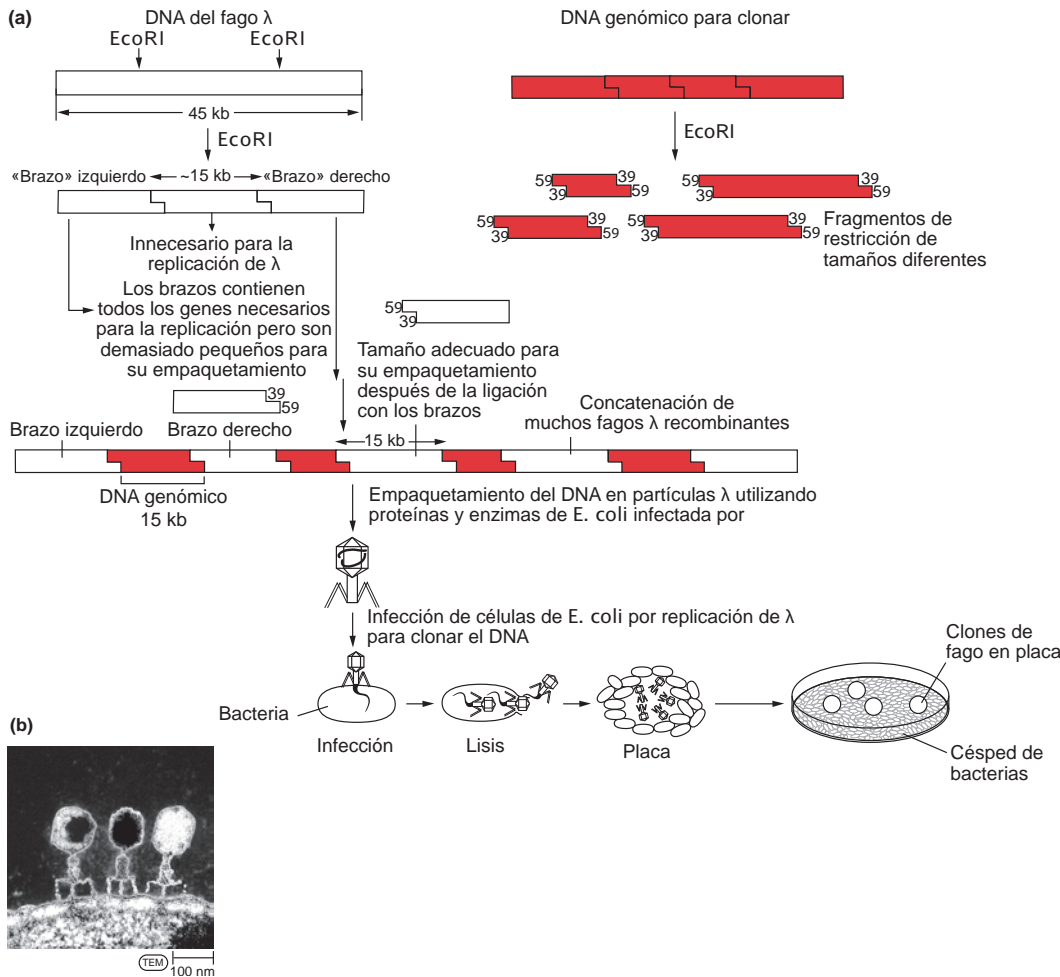 (a)
DNA del fago λ
EcoRI EcoRI
45 kb
EcoRI
«Brazo» izquierdo ~15 kb «Brazo» derecho
Innecesario para la
replicación de λ
Los brazos contienen
todos los genes necesarios
para la replicación pero son
demasiado pequeños para
su empaquetamiento
DNA genómico para clonar
EcoRI
59 39
39 59
59 39
39 59
59 39
39 59
59 39
39 59
Fragmentos de
restricción de
tamaños diferentes
59
39
Tamaño adecuado para
su empaquetamiento
después de la ligación
con los brazos
39
59
Brazo izquierdo
Brazo derecho
15 kb
Concatenación de
muchos fagos λ recombinantes
DNA genómico
15 kb
Empaquetamiento del DNA en partículas λ utilizando
proteínas y enzimas de E. coli infectada por
Infección de células de E. coli por replicación de λ
para clonar el DNA
Bacteria
Infección
Lisis
Placa
Clones de
fago en placa
Césped de
bacterias
(b)
TEM
100 nm